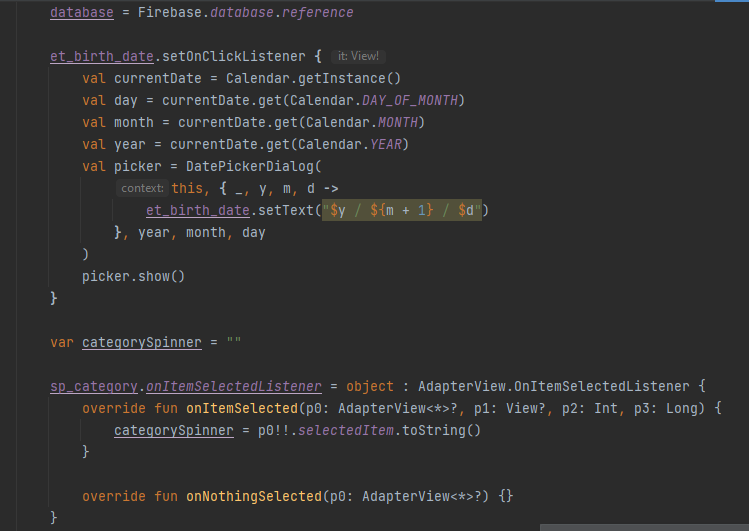 database = Firebase.database.reference
et_birth_date.setOnClickListener { it: View!
val currentDate = Calendar.getInstance()
val day = currentDate.get(Calendar.DAY_OF_MONTH)
val month = currentDate.get(Calendar.MONTH)
val year = currentDate.get(Calendar.YEAR)
val picker = DatePickerDialog(
context: this, { _, y, m, d ->
et_birth_date.setText("$y / ${m + 1} / $d")
}, year, month, day
)
picker.show()
}
var categorySpinner = ""
sp_category.onItemSelectedListener = object : AdapterView.OnItemSelectedListener {
override fun onItemSelected(p0: AdapterView<*>?, p1: View?, p2: Int, p3: Long) {
categorySpinner = p0!!.selectedItem.toString()
}
override fun onNothingSelected(p0: AdapterView<*>?) {}
}